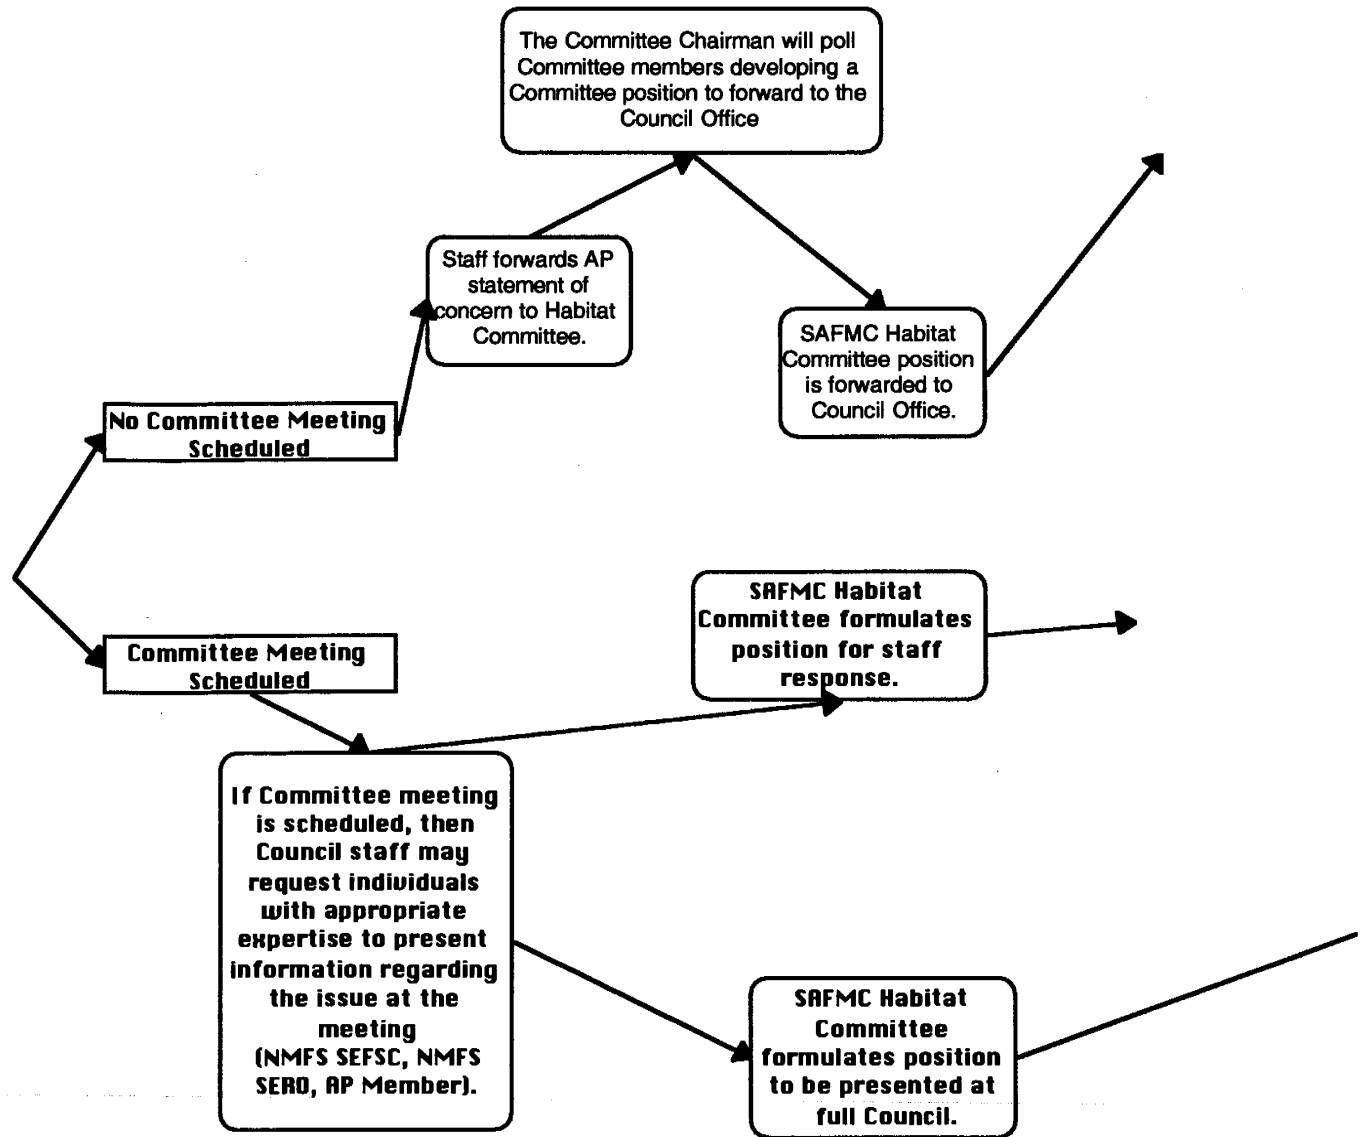 The Committee Chairman will poll
Committee members developing a
Committee position to forward to the
Council Office
Staff forwards AP
statement of
concern to Habitat
Committee.
SAFMC Habitat
Committee position
is forwarded to
Council Office.
No Committee Meeting
Scheduled
SAFMC Habitat
Committee formulates
position for staff
response.
Committee Meeting
Scheduled
If Committee meeting
is scheduled, then
Council staff may
request individuals
with appropriate
expertise to present
information regarding
the issue at the
meeting
(NMFS SEFSC, NMFS
SERO, AP Member).
SAFMC Habitat
Committee
formulates position
to be presented at
full Council.